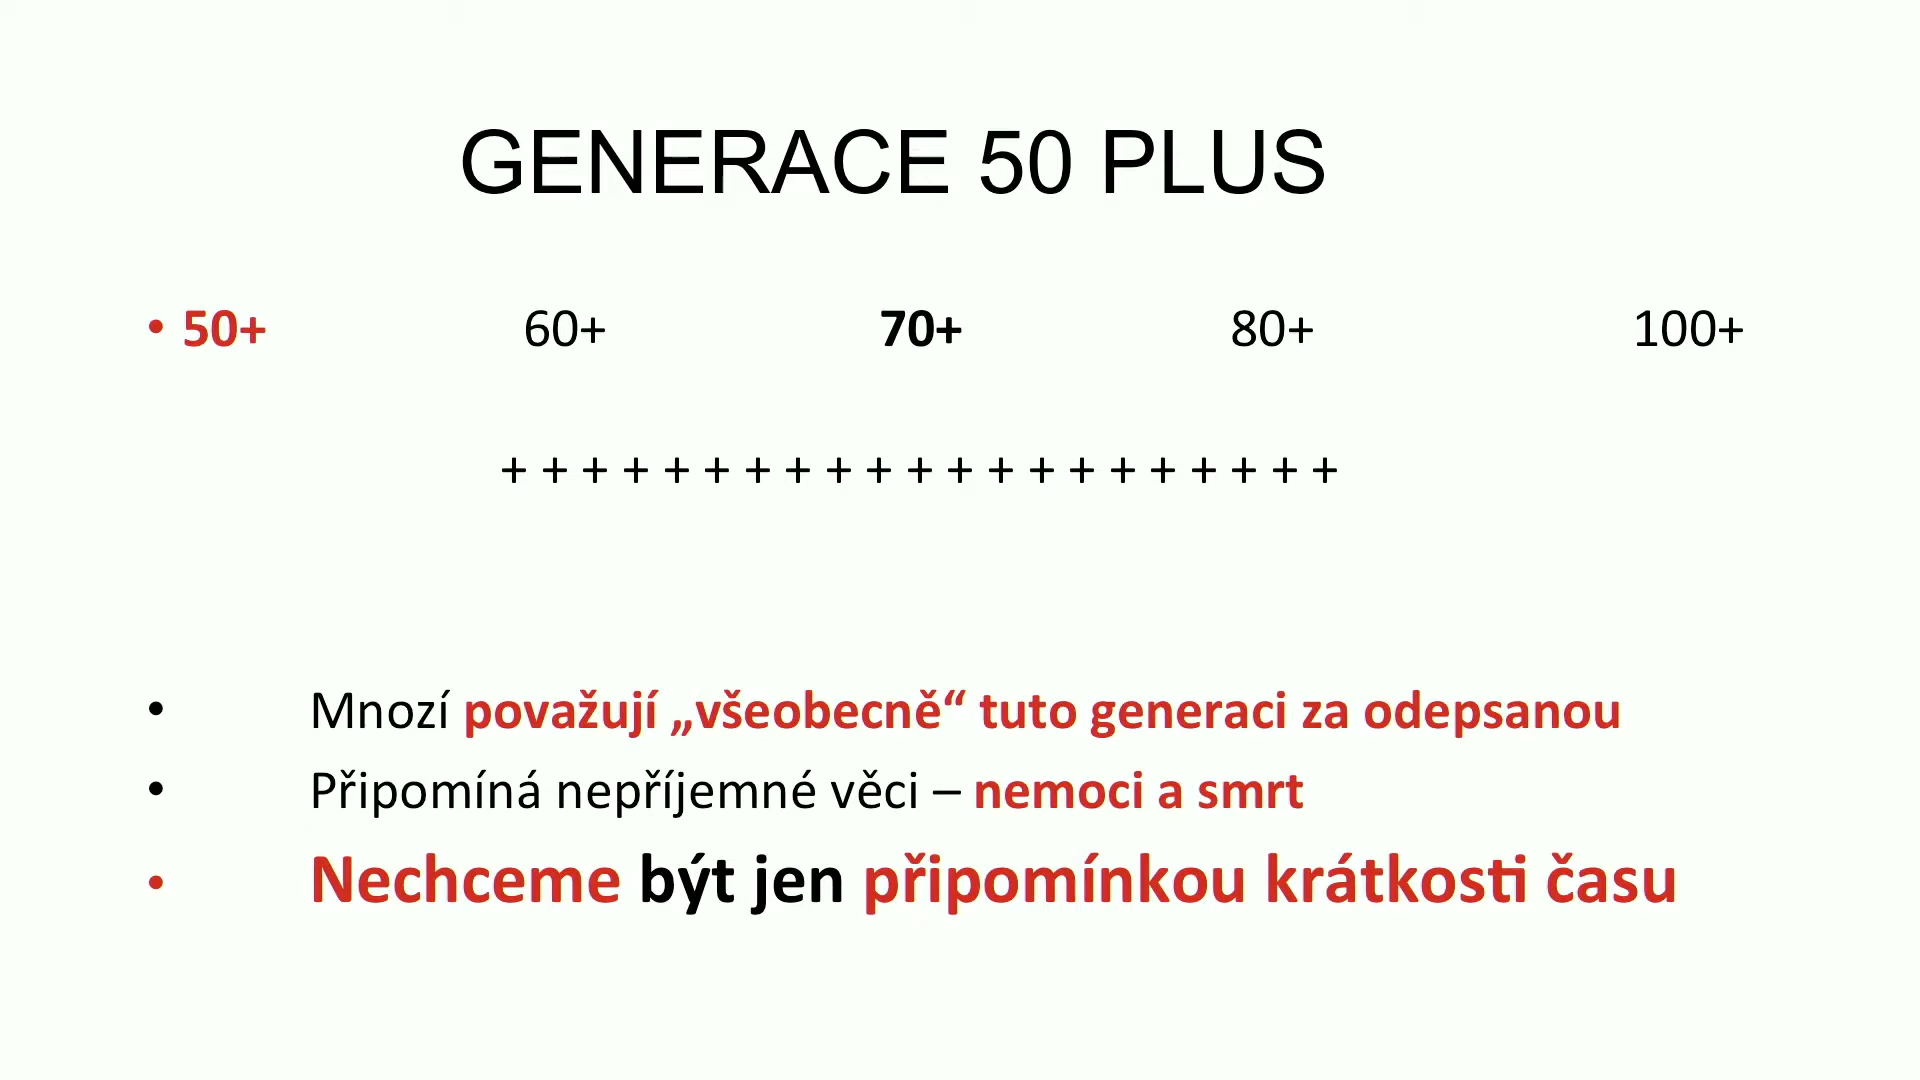 GENERACE 50 PLUS
• 50+ 60+ 70+ 80+ 100+
+ + + + + + + + + + + + + + + + + + + + +
• Mnozí považují „všeobecně“ tuto generaci za odepsanou
• Připomíná nepříjemné věci – nemoci a smrt
• Nechceme být jen připomínkou krátkosti času